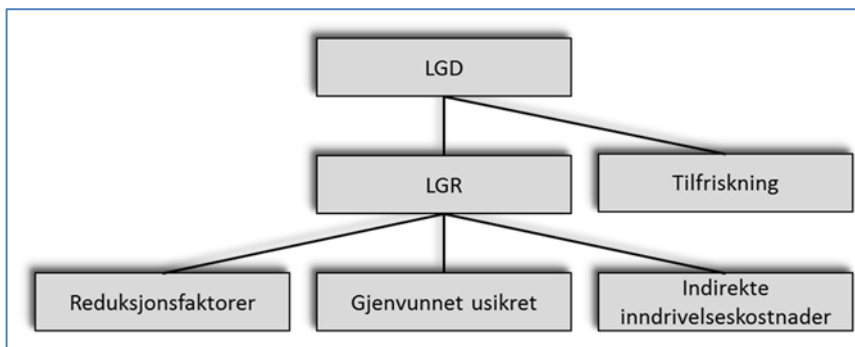 LGD
LGR
Tilfriskning
Reduksjonsfaktorer
Gjenvunnet usikret
Indirekte
inndrivelseskostnader